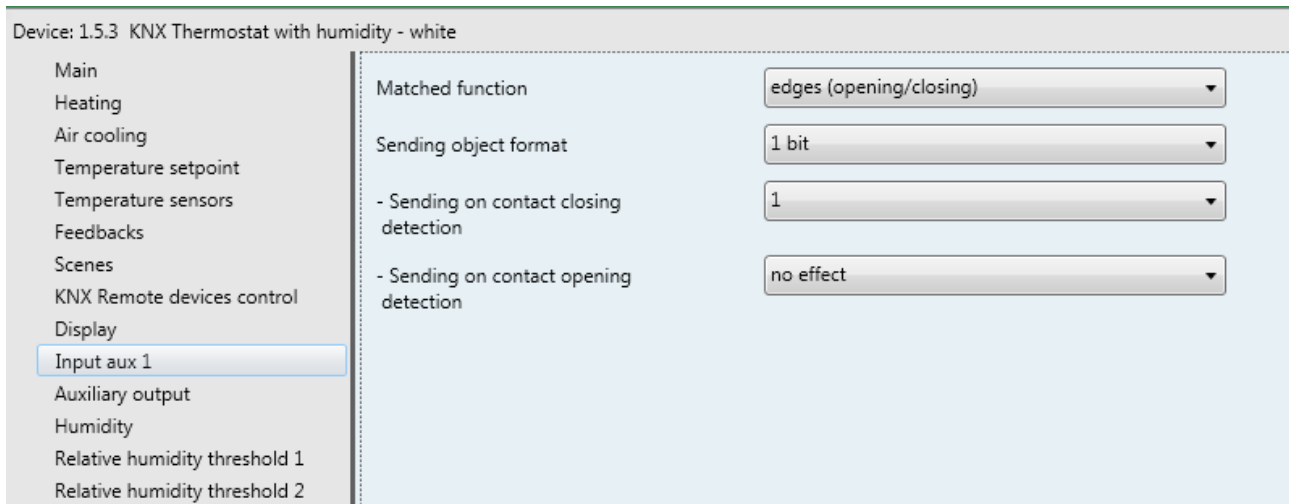 Device: 1.5.3  KNX Thermostat with humidity - white
Main
Heating
Air cooling
Temperature setpoint
Temperature sensors
Feedbacks
Scenes
KNX Remote devices control
Display
Input aux 1
Auxiliary output
Humidity
Relative humidity threshold 1
Relative humidity threshold 2
Matched function
edges (opening/closing)
Sending object format
1 bit
- Sending on contact closing
detection
1
- Sending on contact opening
detection
no effect